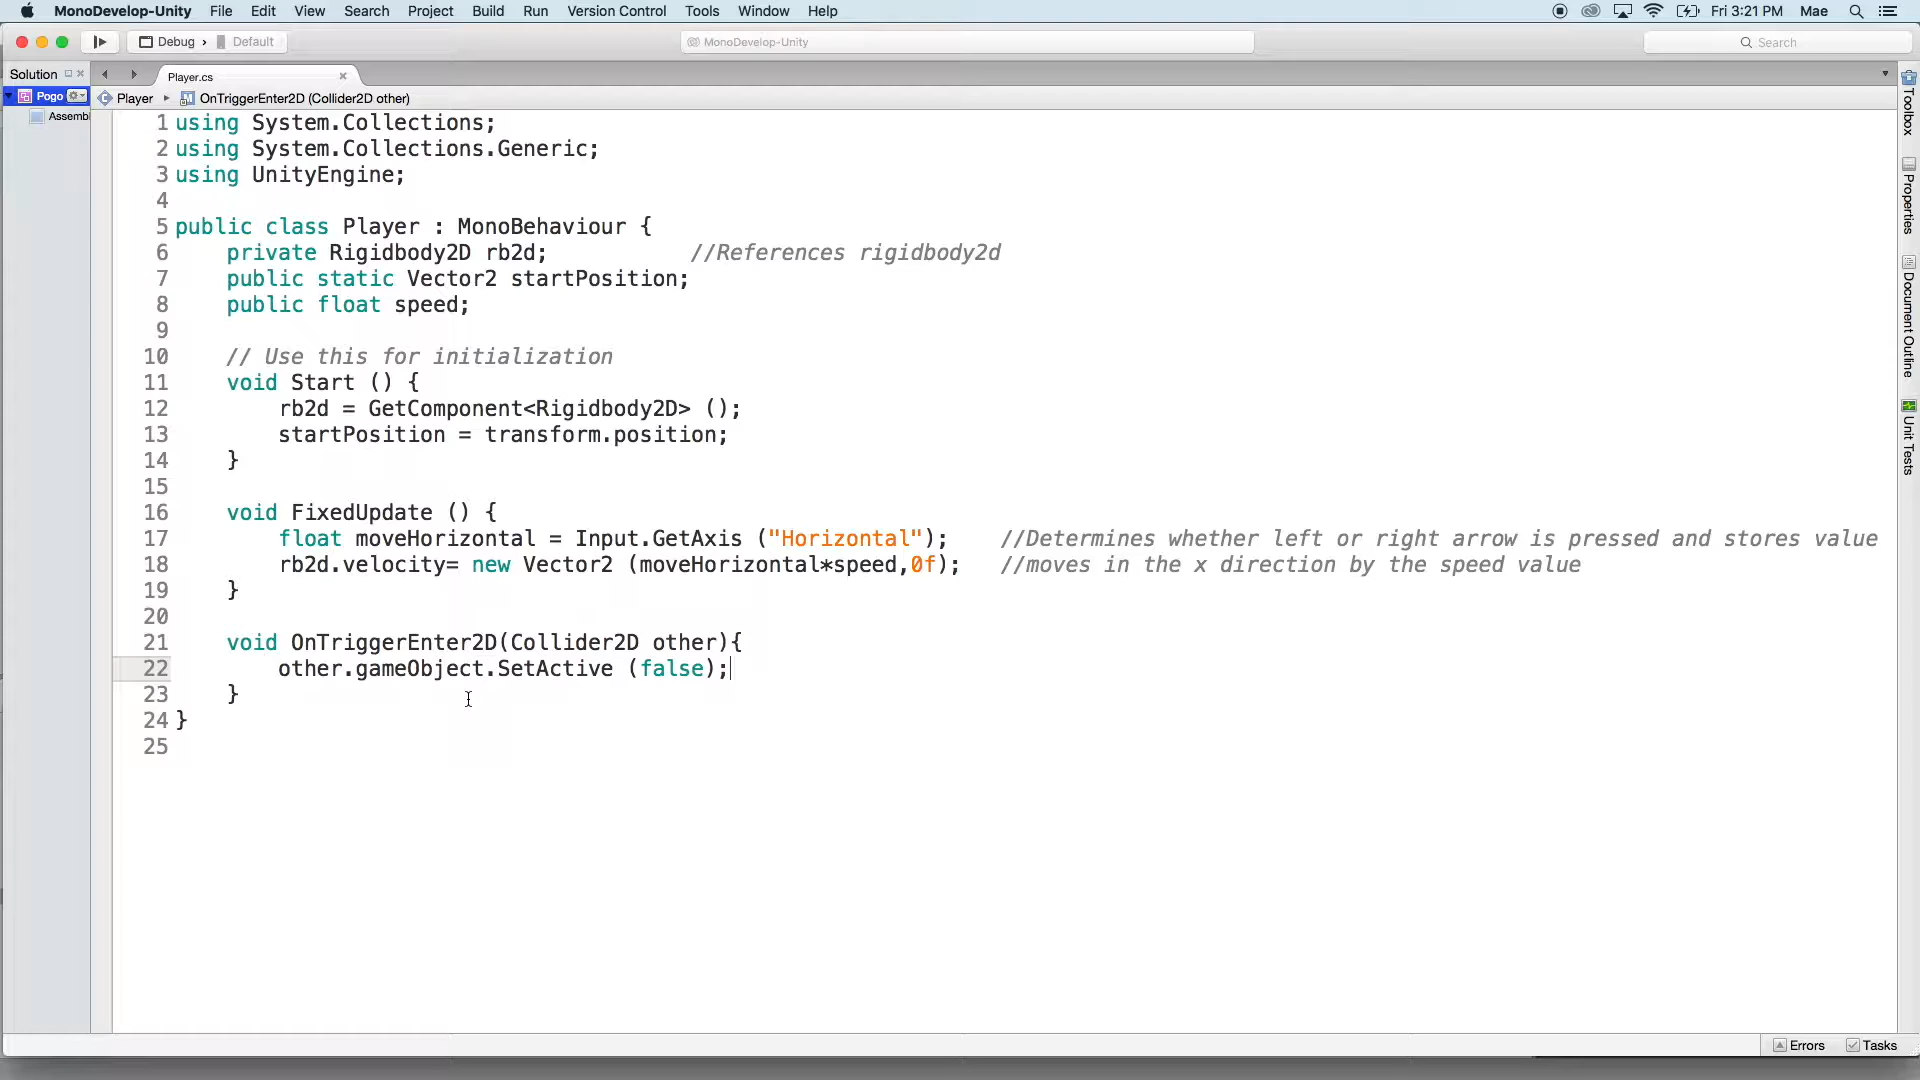 MonoDevelop-Unity File Edit View Search Project Build Run Version Control Tools Window Help Fri 3:21 PM Mae
Debug › Default MonoDevelop-Unity Search
Solution Player.cs
Pogo Player ▸ OnTriggerEnter2D (Collider2D other)
Assembl
1 using System.Collections;
2 using System.Collections.Generic;
3 using UnityEngine;
4
5 public class Player : MonoBehaviour {
6 private Rigidbody2D rb2d; //References rigidbody2d
7 public static Vector2 startPosition;
8 public float speed;
9
10 // Use this for initialization
11 void Start () {
12 rb2d = GetComponent<Rigidbody2D> ();
13 startPosition = transform.position;
14 }
15
16 void FixedUpdate () {
17 float moveHorizontal = Input.GetAxis ("Horizontal"); //Determines whether left or right arrow is pressed and stores value
18 rb2d.velocity= new Vector2 (moveHorizontal*speed,0f); //moves in the x direction by the speed value
19 }
20
21 void OnTriggerEnter2D(Collider2D other){
22 other.gameObject.SetActive (false);
23 }
24 }
25
Toolbox
Properties
Document Outline
Unit Tests
Errors Tasks